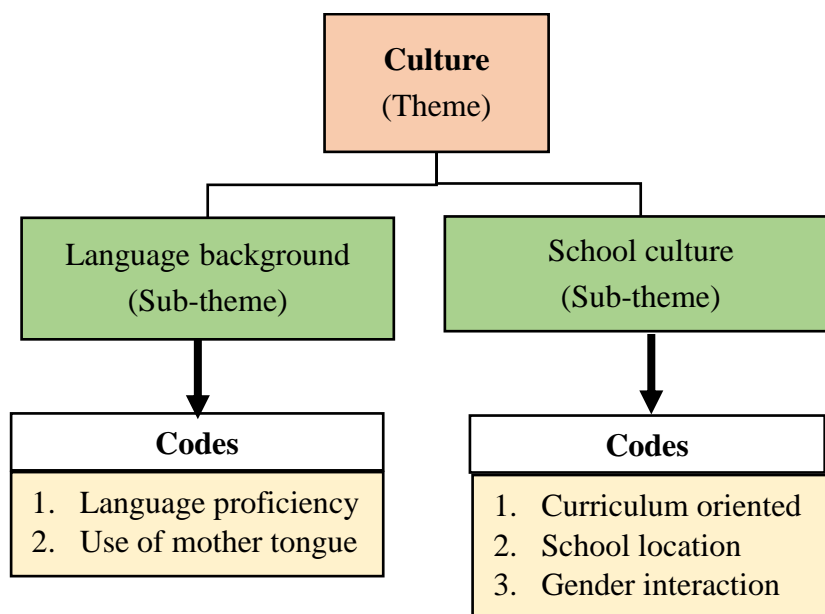 Culture
(Theme)
Language background
(Sub-theme)
School culture
(Sub-theme)
Codes
1. Language proficiency
2. Use of mother tongue
Codes
1. Curriculum oriented
2. School location
3. Gender interaction